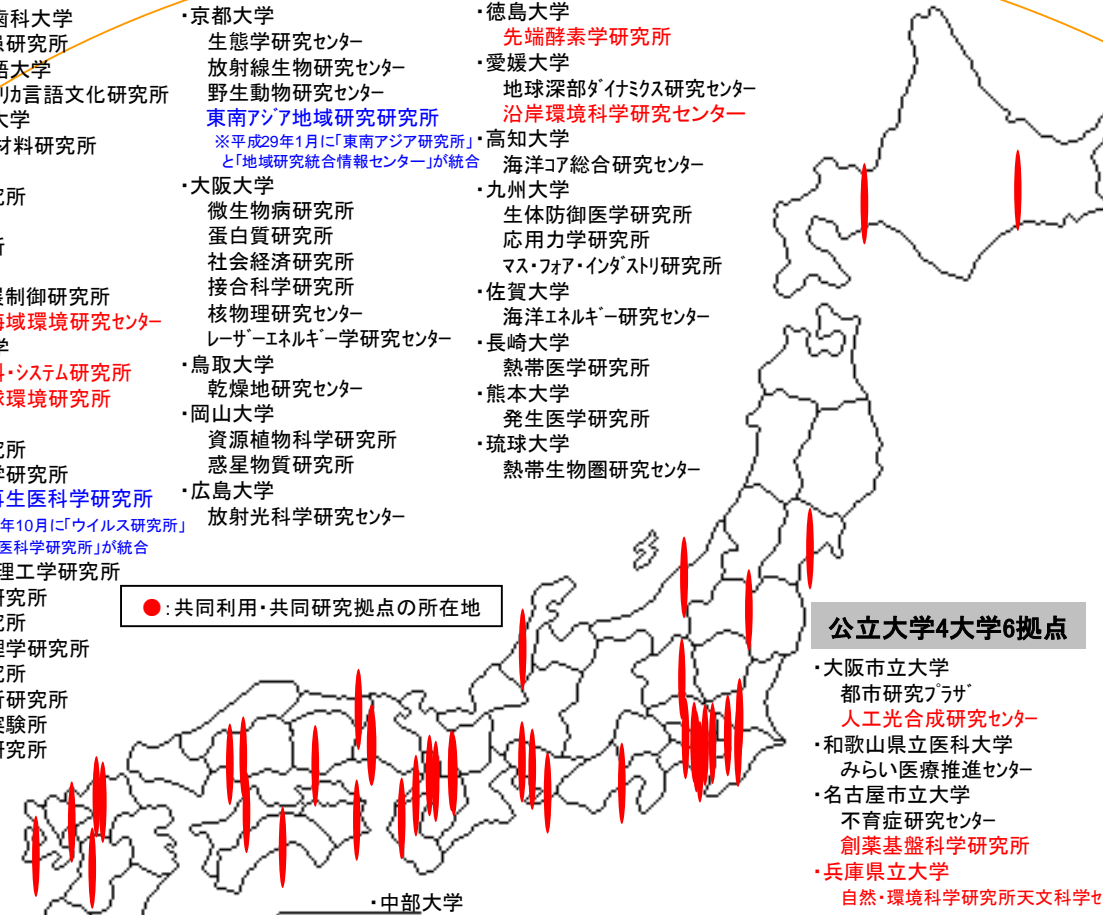 歯科大学
患研究所
語大学
リカ言語文化研究所
大学
材料研究所
究所
所
展制御研究所
海域環境研究センター
学
料・システム研究所
球環境研究所
究所
学研究所
再生医科学研究所
年10月に「ウイルス研究所」
医科学研究所」が統合
理工学研究所
研究所
究所
理学研究所
究所
所研究所
実験所
研究所
・京都大学
生態学研究センター
放射線生物研究センター
野生動物研究センター
東南アジア地域研究研究所
※平成29年1月に「東南アジア研究所」
と「地域研究統合情報センター」が統合
・大阪大学
微生物病研究所
蛋白質研究所
社会経済研究所
接合科学研究所
核物理研究センター
レーザーエネルギー学研究センター
・鳥取大学
乾燥地研究センター
・岡山大学
資源植物科学研究所
惑星物質研究所
・広島大学
放射光科学研究センター
・徳島大学
先端酵素学研究所
・愛媛大学
地球深部ダイナミクス研究センター
沿岸環境科学研究センター
・高知大学
海洋コア総合研究センター
・九州大学
生体防御医学研究所
応用力学研究所
マス・フォア・インダストリ研究所
・佐賀大学
海洋エネルギー研究センター
・長崎大学
熱帯医学研究所
・熊本大学
発生医学研究所
・琉球大学
熱帯生物圏研究センター
●:共同利用・共同研究拠点の所在地
公立大学4大学6拠点
・大阪市立大学
都市研究プラザ
人工光合成研究センター
・和歌山県立医科大学
みらい医療推進センター
・名古屋市立大学
不育症研究センター
創薬基盤科学研究所
・兵庫県立大学
自然・環境科学研究所天文科学セ
・中部大学